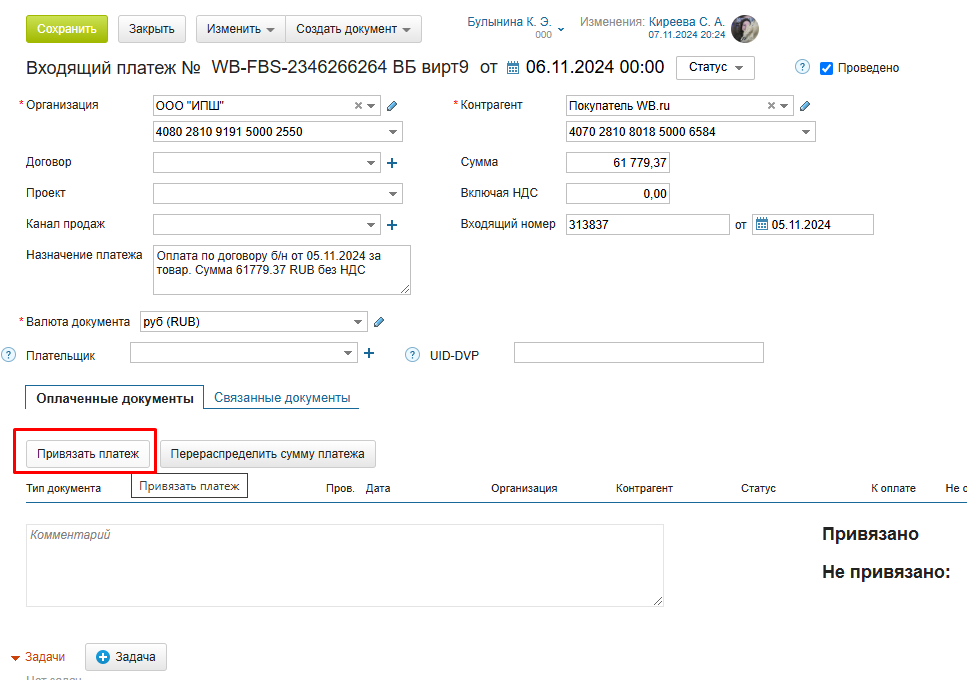 Сохранить Закрыть Изменить Создать документ Булынина К. Э. 000 Изменения: Киреева С. А. 07.11.2024 20:24
Входящий платеж № WB-FBS-2346266264 ВБ вирт9 от 06.11.2024 00:00 Статус ? Проведено
* Организация ООО "ИПШ" * Контрагент Покупатель WB.ru
4080 2810 9191 5000 2550 4070 2810 8018 5000 6584
Договор Сумма 61 779,37
Проект Включая НДС 0,00
Канал продаж Входящий номер 313837 от 05.11.2024
Назначение платежа Оплата по договору б/н от 05.11.2024 за
товар. Сумма 61779.37 RUB без НДС
* Валюта документа руб (RUB)
? Плательщик ? UID-DVP
Оплаченные документы Связанные документы
Привязать платеж Перераспределить сумму платежа
Тип документа Привязать платеж Пров. Дата Организация Контрагент Статус К оплате Не о
Комментарий Привязано
Не привязано:
Задачи Задача